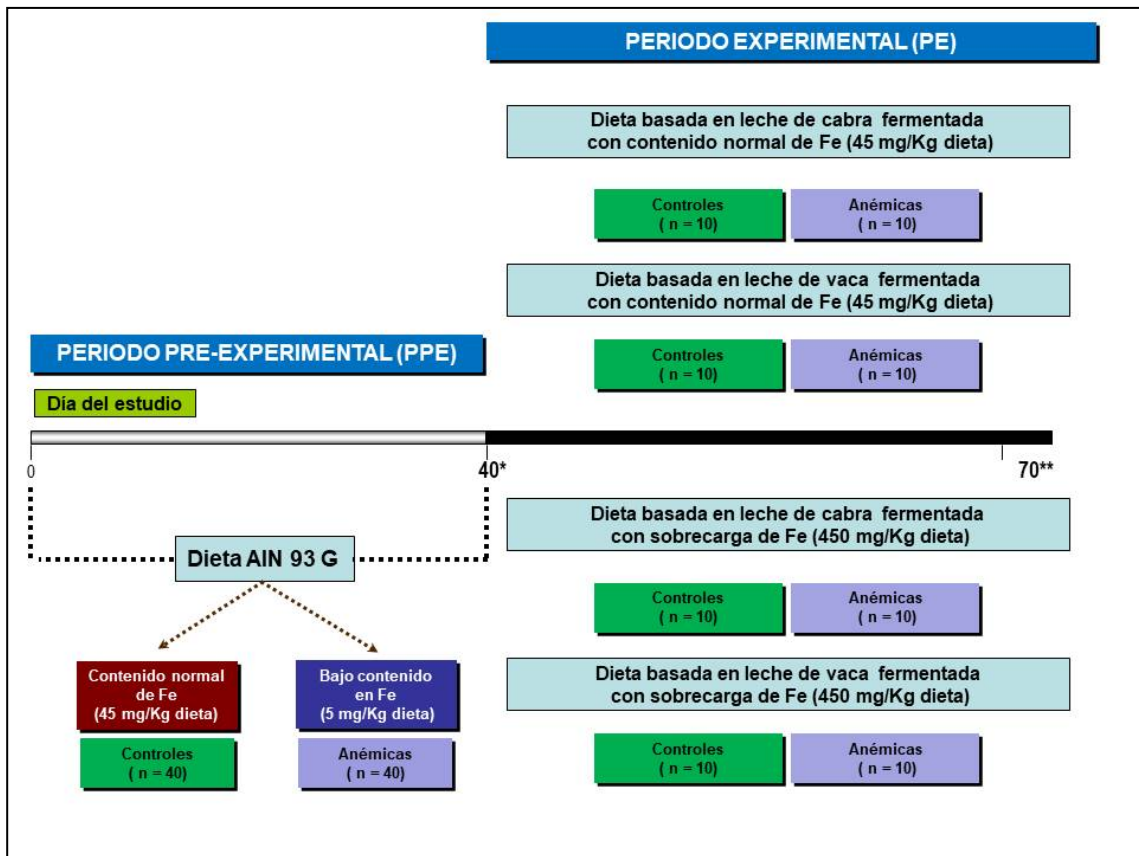 PERIODO EXPERIMENTAL (PE)
Dieta basada en leche de cabra fermentada
con contenido normal de Fe (45 mg/Kg dieta)
Controles
( n = 10)
Anémicas
( n = 10)
Dieta basada en leche de vaca fermentada
con contenido normal de Fe (45 mg/Kg dieta)
Controles
( n = 10)
Anémicas
( n = 10)
PERIODO PRE-EXPERIMENTAL (PPE)
Día del estudio
0
40*
70**
Dieta AIN 93 G
Contenido normal
de Fe
(45 mg/Kg dieta)
Bajo contenido
en Fe
(5 mg/Kg dieta)
Controles
( n = 40)
Anémicas
( n = 40)
Dieta basada en leche de cabra fermentada
con sobrecarga de Fe (450 mg/Kg dieta)
Controles
( n = 10)
Anémicas
( n = 10)
Dieta basada en leche de vaca fermentada
con sobrecarga de Fe (450 mg/Kg dieta)
Controles
( n = 10)
Anémicas
( n = 10)